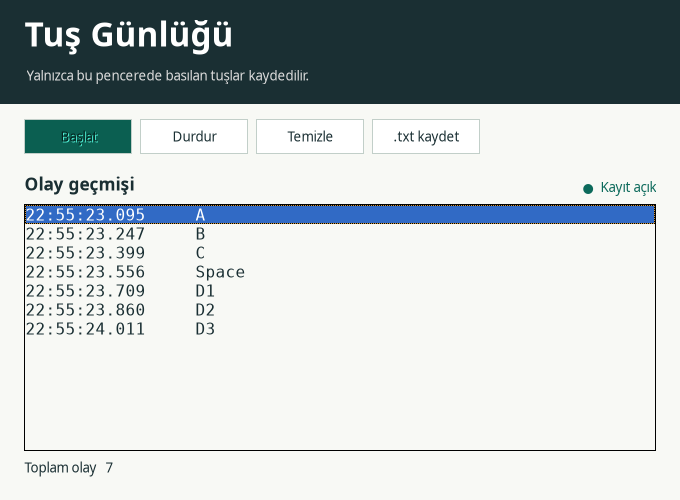 Tuş Günlüğü
Yalnızca bu pencerede basılan tuşlar kaydedilir.
Başlat Durdur Temizle .txt kaydet
Olay geçmişi ● Kayıt açık
22:55:23.095 A
22:55:23.247 B
22:55:23.399 C
22:55:23.556 Space
22:55:23.709 D1
22:55:23.860 D2
22:55:24.011 D3
Toplam olay 7